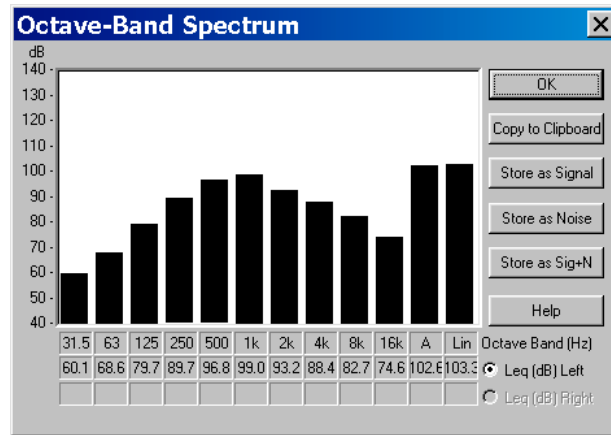 Octave-Band Spectrum
dB
140
130
120
110
100
90
80
70
60
50
40
OK
Copy to Clipboard
Store as Signal
Store as Noise
Store as Sig+N
Help
31.5 63 125 250 500 1k 2k 4k 8k 16k A Lin Octave Band (Hz)
60.1 68.6 79.7 89.7 96.8 99.0 93.2 88.4 82.7 74.6 102.6 103.3 Leq (dB) Left
Leq (dB) Right